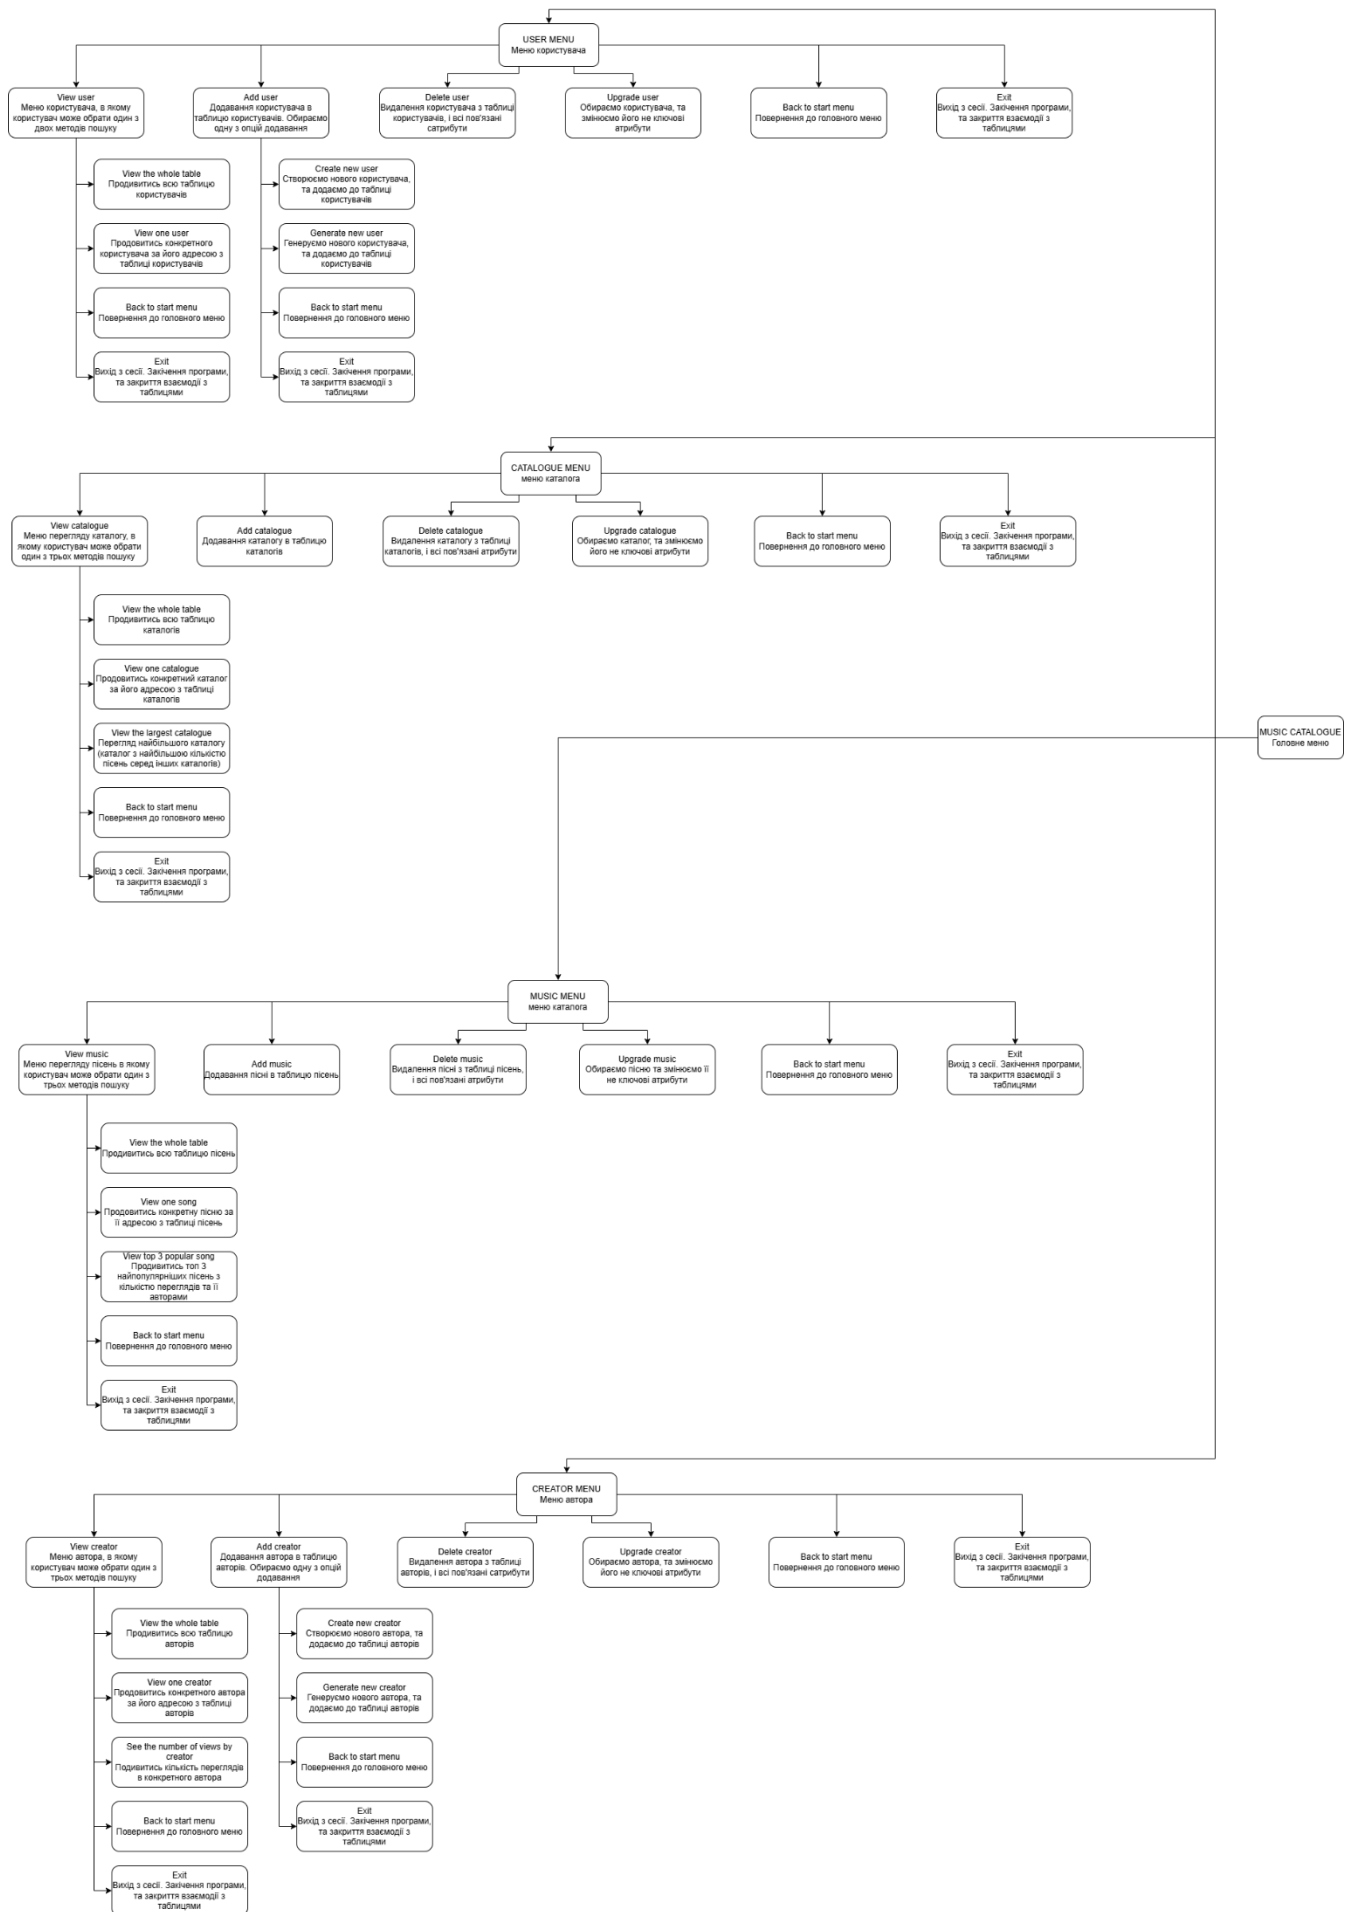 USER MENU
Меню користувача
View user
Меню користувача, в якому
користувач може обрати один з
двох методів пошуку
Add user
Додавання користувача в
таблицю користувачів. Обираємо
одну з опцій додавання
Delete user
Видалення користувача з таблиці
користувачів, і всі пов'язані
сатрибути
Upgrade user
Обираємо користувача, та
змінюємо його не ключові
атрибути
Back to start menu
Повернення до головного меню
Exit
Вихід з сесії. Закічення програми,
та закриття взаємодії з
таблицями
View the whole table
Продивитись всю таблицю
користувачів
View one user
Продовитись конкретного
користувача за його адресою з
таблиці користувачів
Back to start menu
Повернення до головного меню
Exit
Вихід з сесії. Закічення програми,
та закриття взаємодії з
таблицями
Create new user
Створюємо нового користувача,
та додаємо до таблиці
користувачів
Generate new user
Генеруємо нового користувача,
та додаємо до таблиці
користувачів
Back to start menu
Повернення до головного меню
Exit
Вихід з сесії. Закічення програми,
та закриття взаємодії з
таблицями
CATALOGUE MENU
меню каталога
View catalogue
Меню перегляду каталогу, в
якому користувач може обрати
один з трьох методів пошуку
Add catalogue
Додавання каталогу в таблицю
каталогів
Delete catalogue
Видалення каталогу з таблиці
каталогів, і всі пов'язані атрибути
Upgrade catalogue
Обираємо каталог, та змінюємо
його не ключові атрибути
Back to start menu
Повернення до головного меню
Exit
Вихід з сесії. Закічення програми,
та закриття взаємодії з
таблицями
View the whole table
Продивитись всю таблицю
каталогів
View one catalogue
Продовитись конкретний каталог
за його адресою з таблиці
каталогів
View the largest catalogue
Перегляд найбільшого каталогу
(каталог з найбільшою кількістю
пісень серед інших каталогів)
Back to start menu
Повернення до головного меню
Exit
Вихід з сесії. Закічення програми,
та закриття взаємодії з
таблицями
MUSIC CATALOGUE
Головне меню
MUSIC MENU
меню каталога
View music
Меню перегляду пісень в якому
користувач може обрати один з
трьох методів пошуку
Add music
Додавання пісні в таблицю пісень
Delete music
Видалення пісні з таблиці пісень,
і всі пов'язані атрибути
Upgrade music
Обираємо пісню та змінюємо її
не ключові атрибути
Back to start menu
Повернення до головного меню
Exit
Вихід з сесії. Закічення програми,
та закриття взаємодії з
таблицями
View the whole table
Продивитись всю таблицю пісень
View one song
Продовитись конкретну пісню за
її адресою з таблиці пісень
View top 3 popular song
Продивитись топ 3
найпопулярніших пісень з
кількістю переглядів та її
авторами
Back to start menu
Повернення до головного меню
Exit
Вихід з сесії. Закічення програми,
та закриття взаємодії з
таблицями
CREATOR MENU
Меню автора
View creator
Меню автора, в якому
користувач може обрати один з
трьох методів пошуку
Add creator
Додавання автора в таблицю
авторів. Обираємо одну з опцій
додавання
Delete creator
Видалення автора з таблиці
авторів, і всі пов'язані сатрибути
Upgrade creator
Обираємо автора, та змінюємо
його не ключові атрибути
Back to start menu
Повернення до головного меню
Exit
Вихід з сесії. Закічення програми,
та закриття взаємодії з
таблицями
View the whole table
Продивитись всю таблицю
авторів
View one creator
Продовитись конкретного автора
за його адресою з таблиці
авторів
See the number of views by
creator
Подивитись кількість переглядів
в конкретного автора
Back to start menu
Повернення до головного меню
Exit
Вихід з сесії. Закічення програми,
та закриття взаємодії з
таблицями
Create new creator
Створюємо нового автора, та
додаємо до таблиці авторів
Generate new creator
Генеруємо нового автора, та
додаємо до таблиці авторів
Back to start menu
Повернення до головного меню
Exit
Вихід з сесії. Закічення програми,
та закриття взаємодії з
таблицями